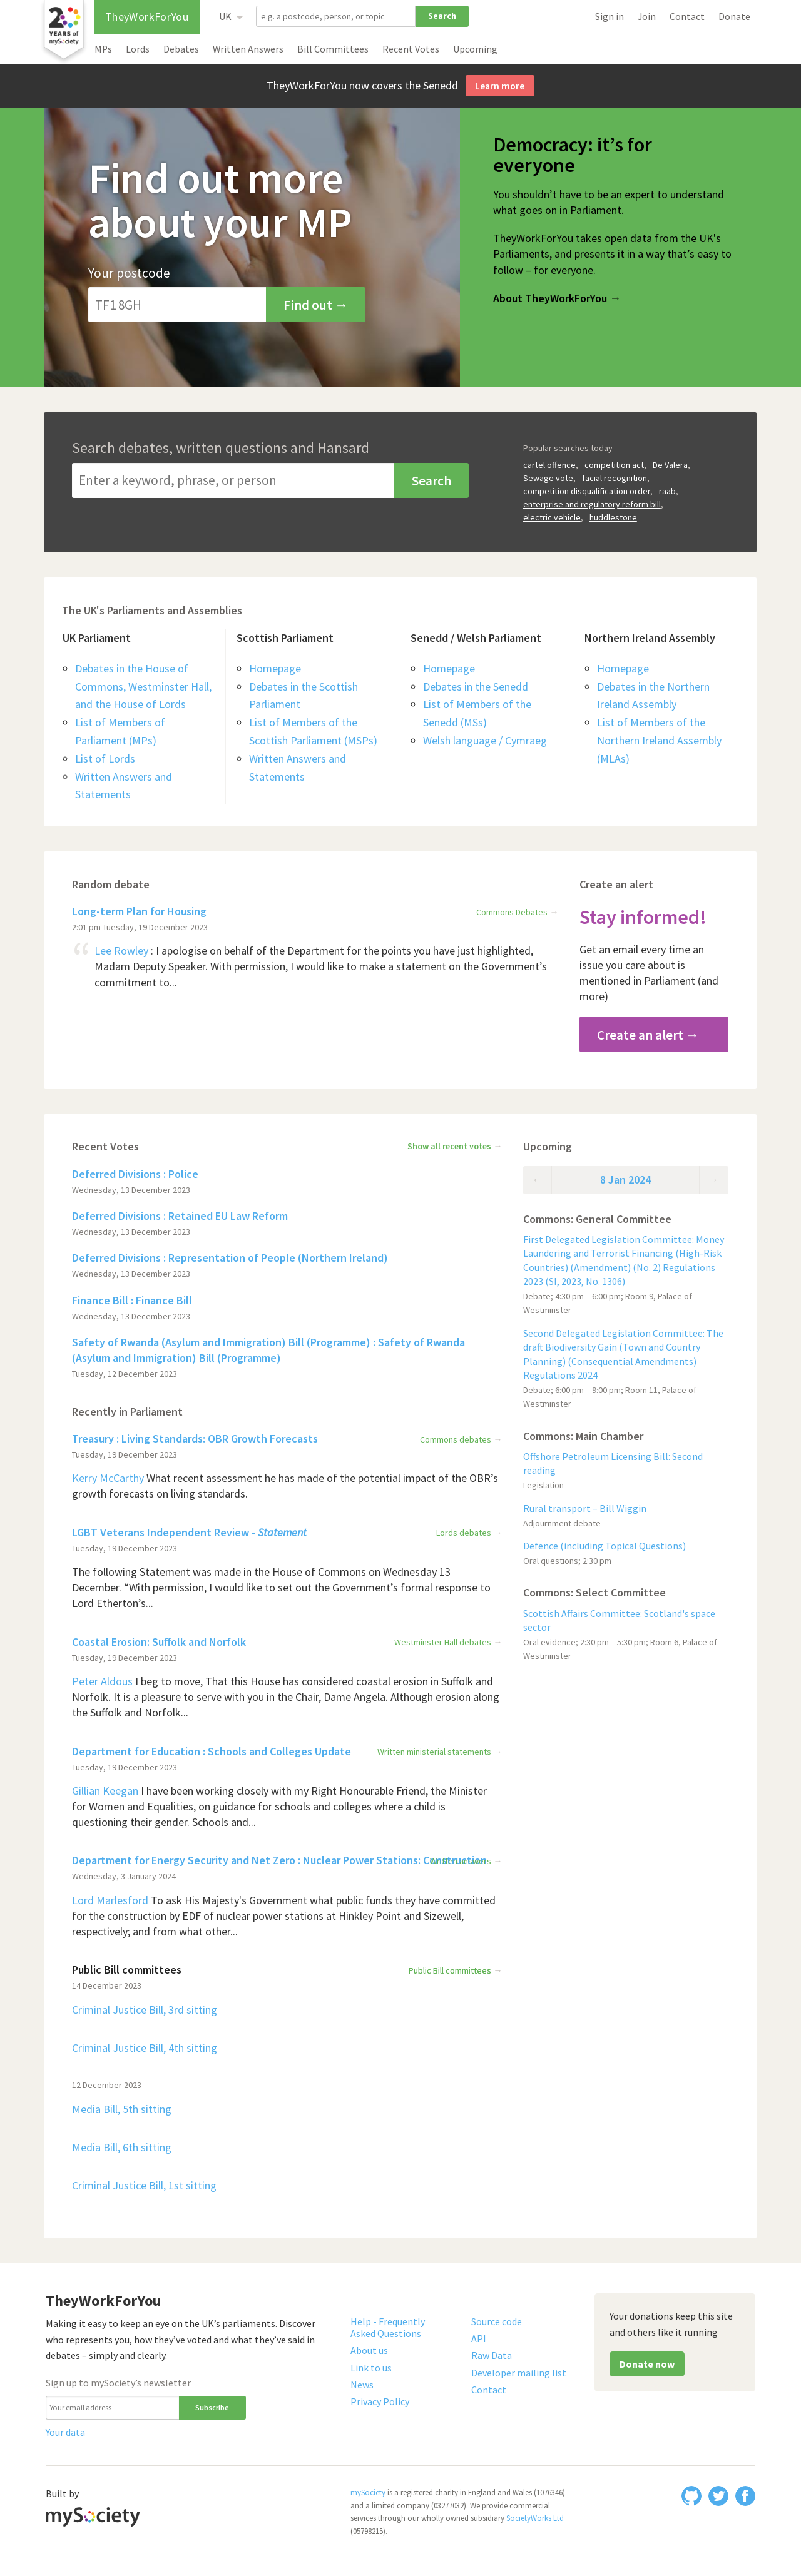 20
YEARS of
mySociety
TheyWorkForYou
UK
e.g. a postcode, person, or topic
Search
Sign in
Join
Contact
Donate
MPs
Lords
Debates
Written Answers
Bill Committees
Recent Votes
Upcoming
TheyWorkForYou now covers the Senedd
Learn more
Find out more
about your MP
Your postcode
TF1 8GH
Find out →
Democracy: it’s for
everyone
You shouldn’t have to be an expert to understand
what goes on in Parliament.
TheyWorkForYou takes open data from the UK's
Parliaments, and presents it in a way that’s easy to
follow – for everyone.
About TheyWorkForYou →
Search debates, written questions and Hansard
Enter a keyword, phrase, or person
Search
Popular searches today
cartel offence, competition act, De Valera,
Sewage vote, facial recognition,
competition disqualification order, raab,
enterprise and regulatory reform bill,
electric vehicle, huddlestone
The UK's Parliaments and Assemblies
UK Parliament
Debates in the House of
Commons, Westminster Hall,
and the House of Lords
List of Members of
Parliament (MPs)
List of Lords
Written Answers and
Statements
Scottish Parliament
Homepage
Debates in the Scottish
Parliament
List of Members of the
Scottish Parliament (MSPs)
Written Answers and
Statements
Senedd / Welsh Parliament
Homepage
Debates in the Senedd
List of Members of the
Senedd (MSs)
Welsh language / Cymraeg
Northern Ireland Assembly
Homepage
Debates in the Northern
Ireland Assembly
List of Members of the
Northern Ireland Assembly
(MLAs)
Random debate
Long-term Plan for Housing
Commons Debates →
2:01 pm Tuesday, 19 December 2023
“ Lee Rowley : I apologise on behalf of the Department for the points you have just highlighted,
Madam Deputy Speaker. With permission, I would like to make a statement on the Government’s
commitment to...
Create an alert
Stay informed!
Get an email every time an
issue you care about is
mentioned in Parliament (and
more)
Create an alert →
Recent Votes
Show all recent votes →
Deferred Divisions : Police
Wednesday, 13 December 2023
Deferred Divisions : Retained EU Law Reform
Wednesday, 13 December 2023
Deferred Divisions : Representation of People (Northern Ireland)
Wednesday, 13 December 2023
Finance Bill : Finance Bill
Wednesday, 13 December 2023
Safety of Rwanda (Asylum and Immigration) Bill (Programme) : Safety of Rwanda
(Asylum and Immigration) Bill (Programme)
Tuesday, 12 December 2023
Recently in Parliament
Treasury : Living Standards: OBR Growth Forecasts
Commons debates →
Tuesday, 19 December 2023
Kerry McCarthy What recent assessment he has made of the potential impact of the OBR’s
growth forecasts on living standards.
LGBT Veterans Independent Review - Statement
Lords debates →
Tuesday, 19 December 2023
The following Statement was made in the House of Commons on Wednesday 13
December. “With permission, I would like to set out the Government’s formal response to
Lord Etherton’s...
Coastal Erosion: Suffolk and Norfolk
Westminster Hall debates →
Tuesday, 19 December 2023
Peter Aldous I beg to move, That this House has considered coastal erosion in Suffolk and
Norfolk. It is a pleasure to serve with you in the Chair, Dame Angela. Although erosion along
the Suffolk and Norfolk...
Department for Education : Schools and Colleges Update
Written ministerial statements →
Tuesday, 19 December 2023
Gillian Keegan I have been working closely with my Right Honourable Friend, the Minister
for Women and Equalities, on guidance for schools and colleges where a child is
questioning their gender. Schools and...
Department for Energy Security and Net Zero : Nuclear Power Stations: Construction
→
Wednesday, 3 January 2024
Lord Marlesford To ask His Majesty's Government what public funds they have committed
for the construction by EDF of nuclear power stations at Hinkley Point and Sizewell,
respectively; and from what other...
Public Bill committees
Public Bill committees →
14 December 2023
Criminal Justice Bill, 3rd sitting
Criminal Justice Bill, 4th sitting
12 December 2023
Media Bill, 5th sitting
Media Bill, 6th sitting
Criminal Justice Bill, 1st sitting
Upcoming
← 8 Jan 2024 →
Commons: General Committee
First Delegated Legislation Committee: Money
Laundering and Terrorist Financing (High-Risk
Countries) (Amendment) (No. 2) Regulations
2023 (SI, 2023, No. 1306)
Debate; 4:30 pm – 6:00 pm; Room 9, Palace of
Westminster
Second Delegated Legislation Committee: The
draft Biodiversity Gain (Town and Country
Planning) (Consequential Amendments)
Regulations 2024
Debate; 6:00 pm – 9:00 pm; Room 11, Palace of
Westminster
Commons: Main Chamber
Offshore Petroleum Licensing Bill: Second
reading
Legislation
Rural transport – Bill Wiggin
Adjournment debate
Defence (including Topical Questions)
Oral questions; 2:30 pm
Commons: Select Committee
Scottish Affairs Committee: Scotland's space
sector
Oral evidence; 2:30 pm – 5:30 pm; Room 6, Palace of
Westminster
TheyWorkForYou
Making it easy to keep an eye on the UK’s parliaments. Discover
who represents you, how they’ve voted and what they’ve said in
debates – simply and clearly.
Sign up to mySociety’s newsletter
Your email address
Subscribe
Your data
Help - Frequently
Asked Questions
About us
Link to us
News
Privacy Policy
Source code
API
Raw Data
Developer mailing list
Contact
Your donations keep this site
and others like it running
Donate now
Built by
mySociety
mySociety is a registered charity in England and Wales (1076346)
and a limited company (03277032). We provide commercial
services through our wholly owned subsidiary SocietyWorks Ltd
(05798215).